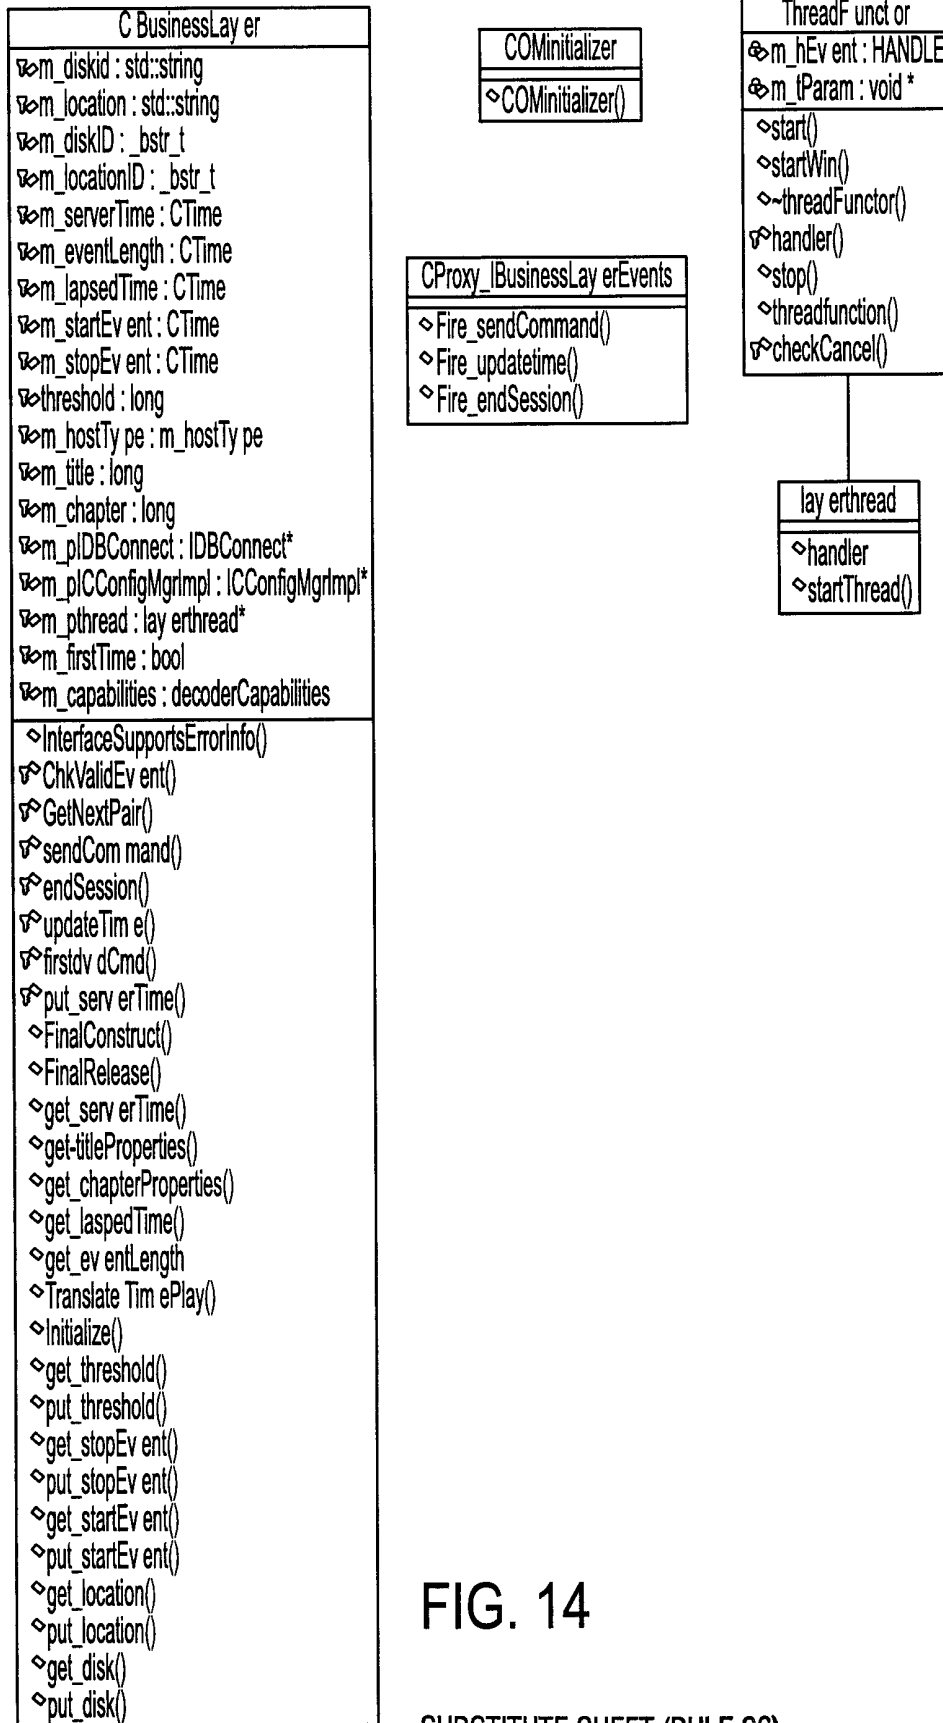 C BusinessLay er
m_diskid : std::string
m_location : std::string
m_diskID : _bstr_t
m_locationID : _bstr_t
m_serverTime : CTime
m_eventLength : CTime
m_lapsedTime : CTime
m_startEv ent : CTime
m_stopEv ent : CTime
threshold : long
m_hostTy pe : m_hostTy pe
m_title : long
m_chapter : long
m_pIDBConnect : IDBConnect*
m_pICConfigMgrImpl : ICConfigMgrImpl*
m_pthread : lay erthread*
m_firstTime : bool
m_capabilities : decoderCapabilities
InterfaceSupportsErrorInfo()
ChkValidEv ent()
GetNextPair()
sendCom mand()
endSession()
updateTim e()
firstdv dCmd()
put_serv erTime()
FinalConstruct()
FinalRelease()
get_serv erTime()
get-titleProperties()
get_chapterProperties()
get_laspedTime()
get_ev entLength
Translate Tim ePlay()
Initialize()
get_threshold()
put_threshold()
get_stopEv ent()
put_stopEv ent()
get_startEv ent()
put_startEv ent()
get_location()
put_location()
get_disk()
put_disk()
COMinitializer
COMinitializer()
CProxy_IBusinessLay erEvents
Fire_sendCommand()
Fire_updatetime()
Fire_endSession()
ThreadF unct or
m_hEv ent : HANDLE
m_tParam : void *
start()
startWin()
~threadFunctor()
handler()
stop()
threadfunction()
checkCancel()
lay erthread
handler
startThread()
FIG. 14
SUBSTITUTE SHEET (RULE 26)